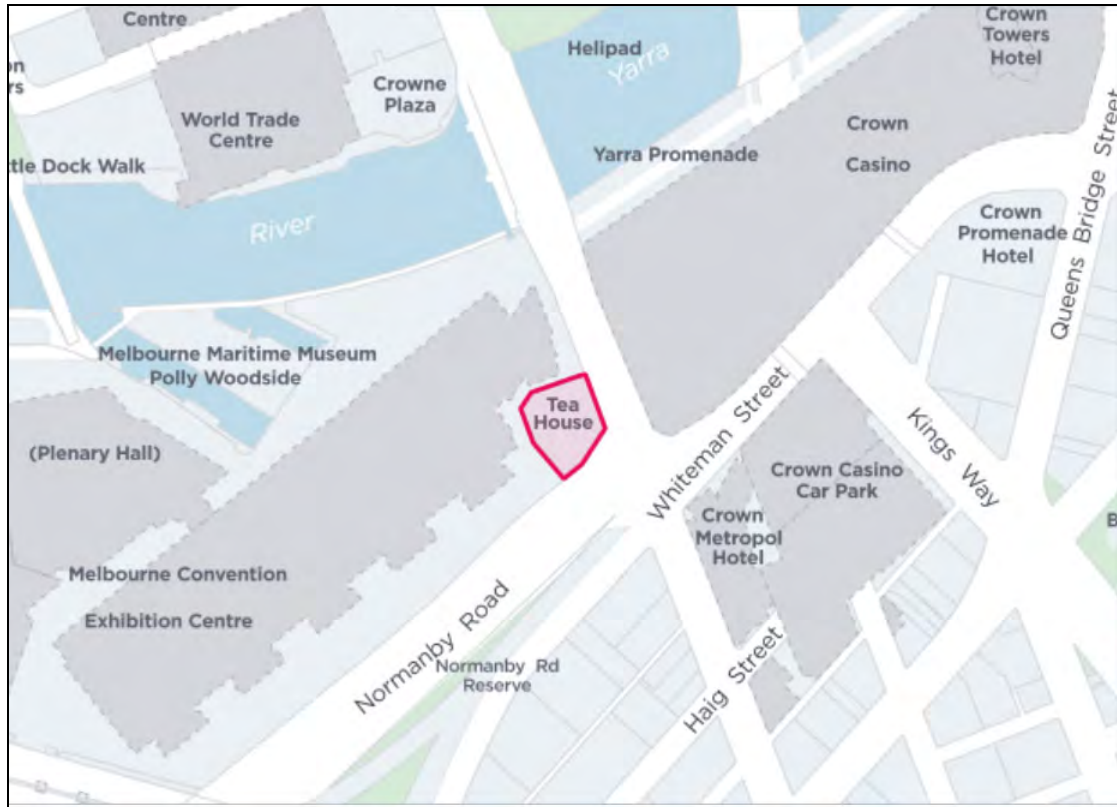 Centre
Crown
Towers
Hotel
Helipad
Yarra
on
rs
Crowne
Plaza
World Trade
Centre
Crown
Casino
Yarra Promenade
ttle Dock Walk
River
Crown
Promenade
Hotel
Queens Bridge Street
Melbourne Maritime Museum
Polly Woodside
Tea
House
Whiteman Street
Kings Way
(Plenary Hall)
Crown Casino
Car Park
Crown
Metropol
Hotel
B
Melbourne Convention
Exhibition Centre
Normanby Road
Normanby Rd
Reserve
Haig Street